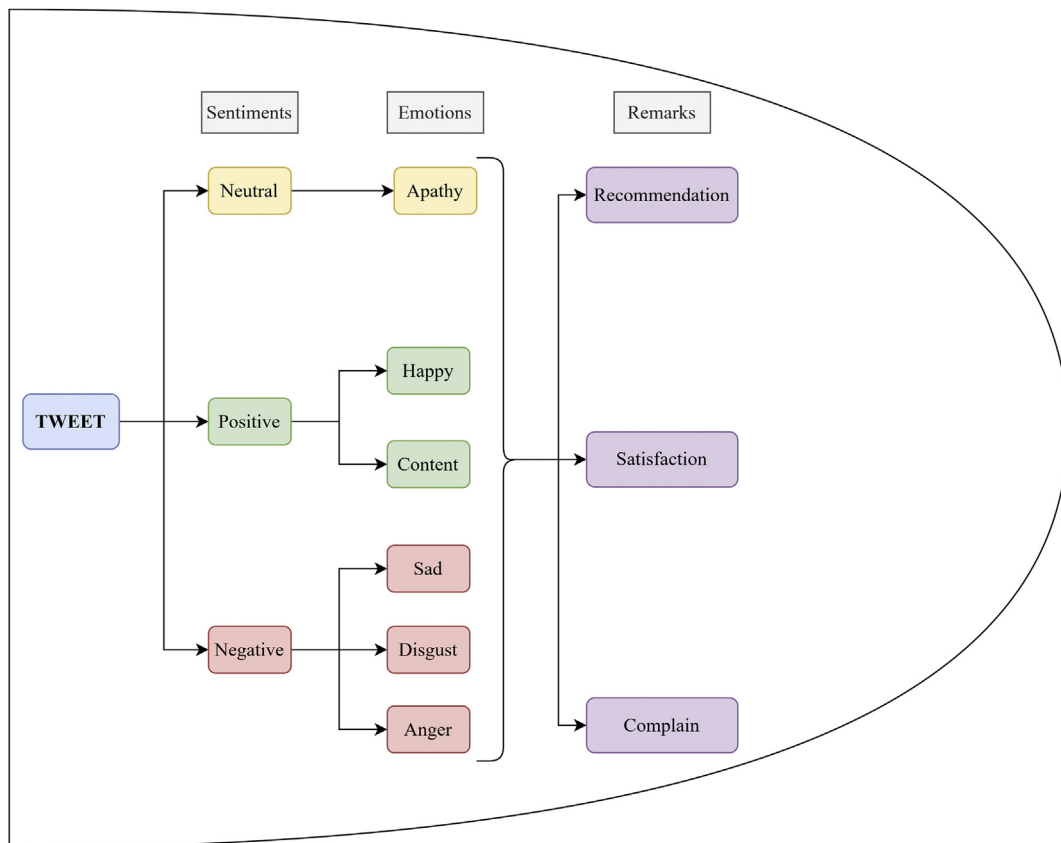 Sentiments
Emotions
Remarks
Neutral
Apathy
Recommendation
Happy
TWEET
Positive
Content
Satisfaction
Sad
Negative
Disgust
Anger
Complain